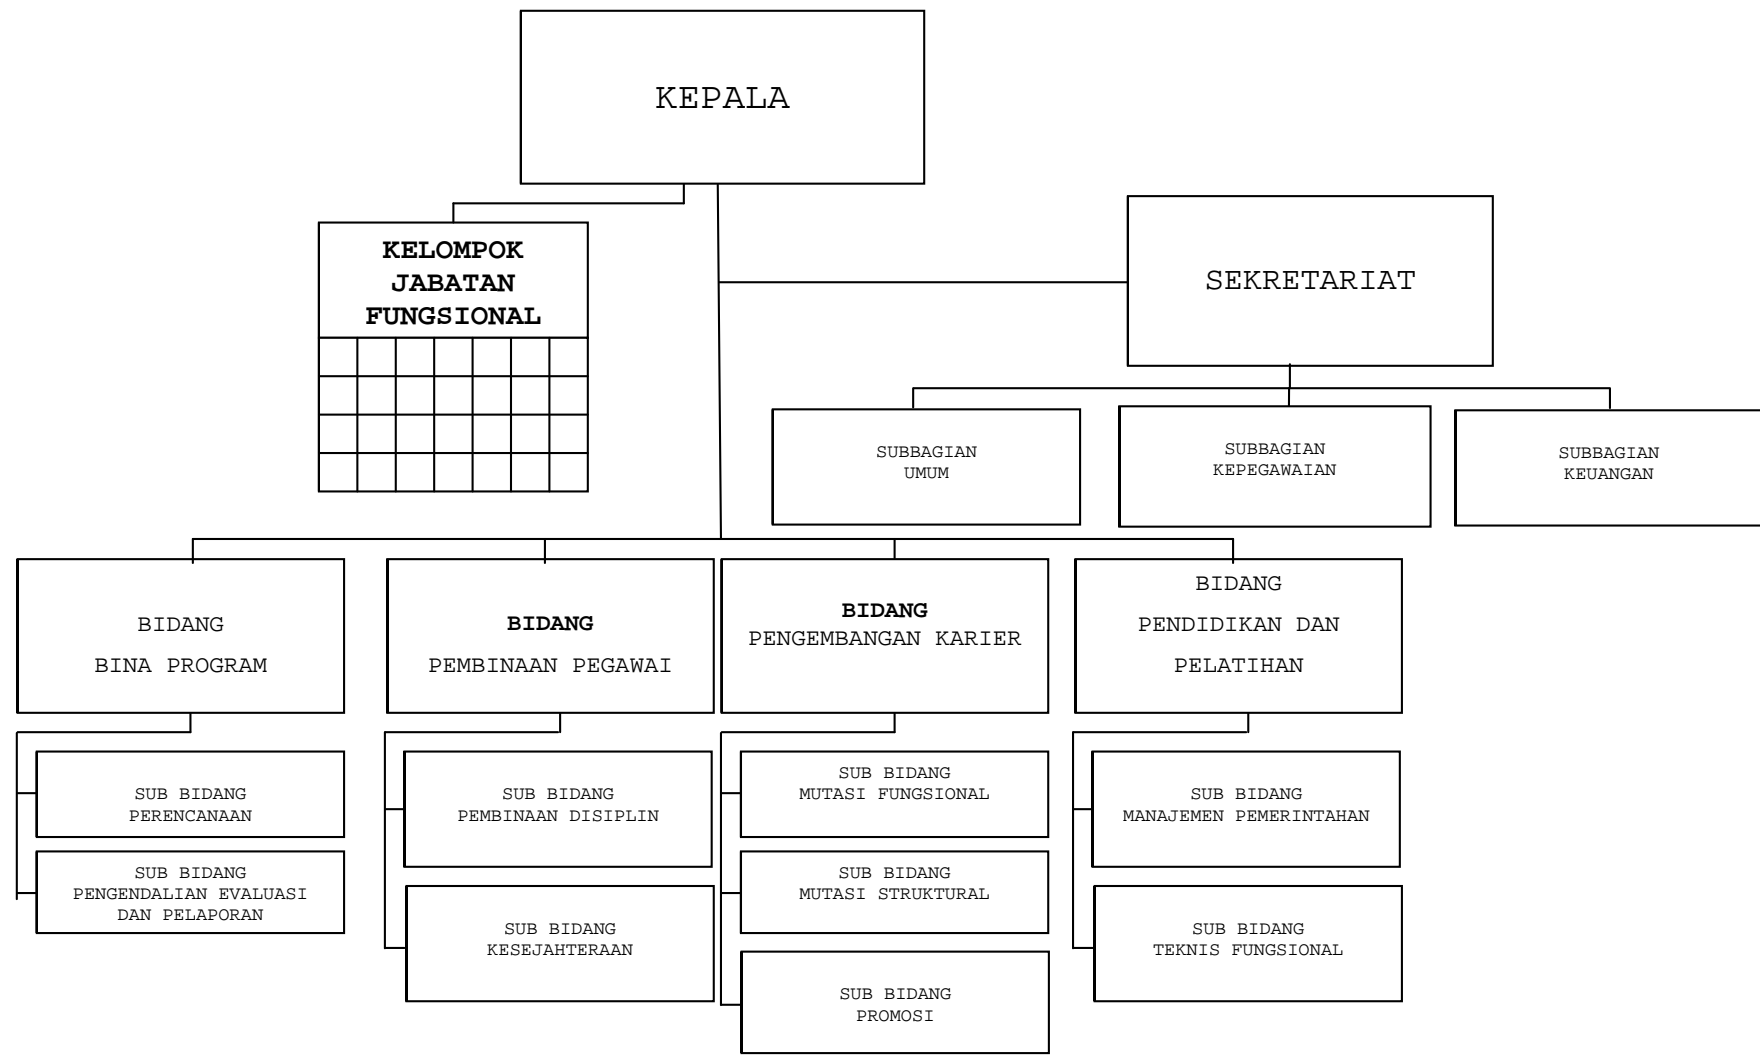 KEPALA
KELOMPOK
JABATAN
FUNGSIONAL
SEKRETARIAT
SUBBAGIAN
UMUM
SUBBAGIAN
KEPEGAWAIAN
SUBBAGIAN
KEUANGAN
BIDANG
BINA PROGRAM
BIDANG
PEMBINAAN PEGAWAI
BIDANG
PENGEMBANGAN KARIER
BIDANG
PENDIDIKAN DAN
PELATIHAN
SUB BIDANG
PERENCANAAN
SUB BIDANG
PENGENDALIAN EVALUASI
DAN PELAPORAN
SUB BIDANG
PEMBINAAN DISIPLIN
SUB BIDANG
KESEJAHTERAAN
SUB BIDANG
MUTASI FUNGSIONAL
SUB BIDANG
MUTASI STRUKTURAL
SUB BIDANG
PROMOSI
SUB BIDANG
MANAJEMEN PEMERINTAHAN
SUB BIDANG
TEKNIS FUNGSIONAL